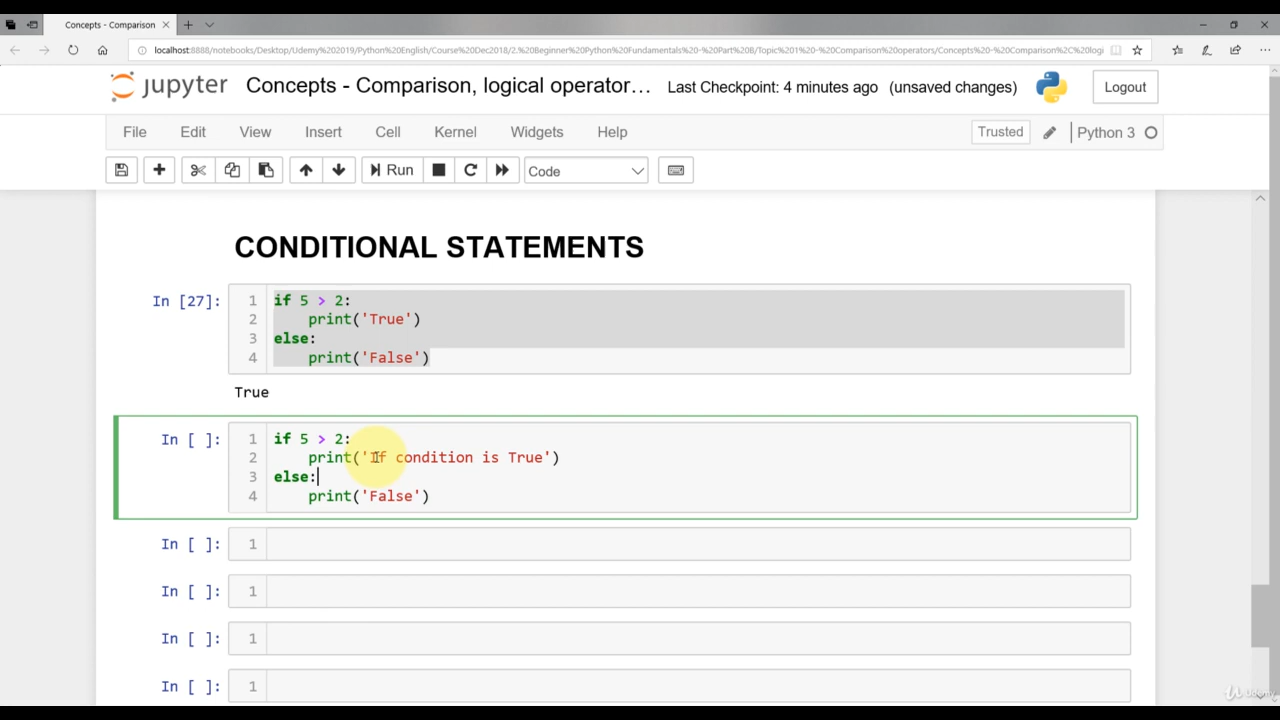 Concepts - Comparison
localhost:8888/notebooks/Desktop/Udemy%202019/Python%20English/Course%20Dec2018/2.%20Beginner%20Python%20Fundamentals%20-%20Part%20B/Topic%201%20-%20Comparison%20operators/Concepts%20-%20Comparison%2C%20logi
jupyter Concepts - Comparison, logical operator... Last Checkpoint: 4 minutes ago (unsaved changes) Logout
File Edit View Insert Cell Kernel Widgets Help Trusted Python 3
Run Code
CONDITIONAL STATEMENTS
In [27]: 1 if 5 > 2:
2 print('True')
3 else:
4 print('False')
True
In [ ]: 1 if 5 > 2:
2 print('If condition is True')
3 else:
4 print('False')
In [ ]: 1
In [ ]: 1
In [ ]: 1
In [ ]: 1
Udemy